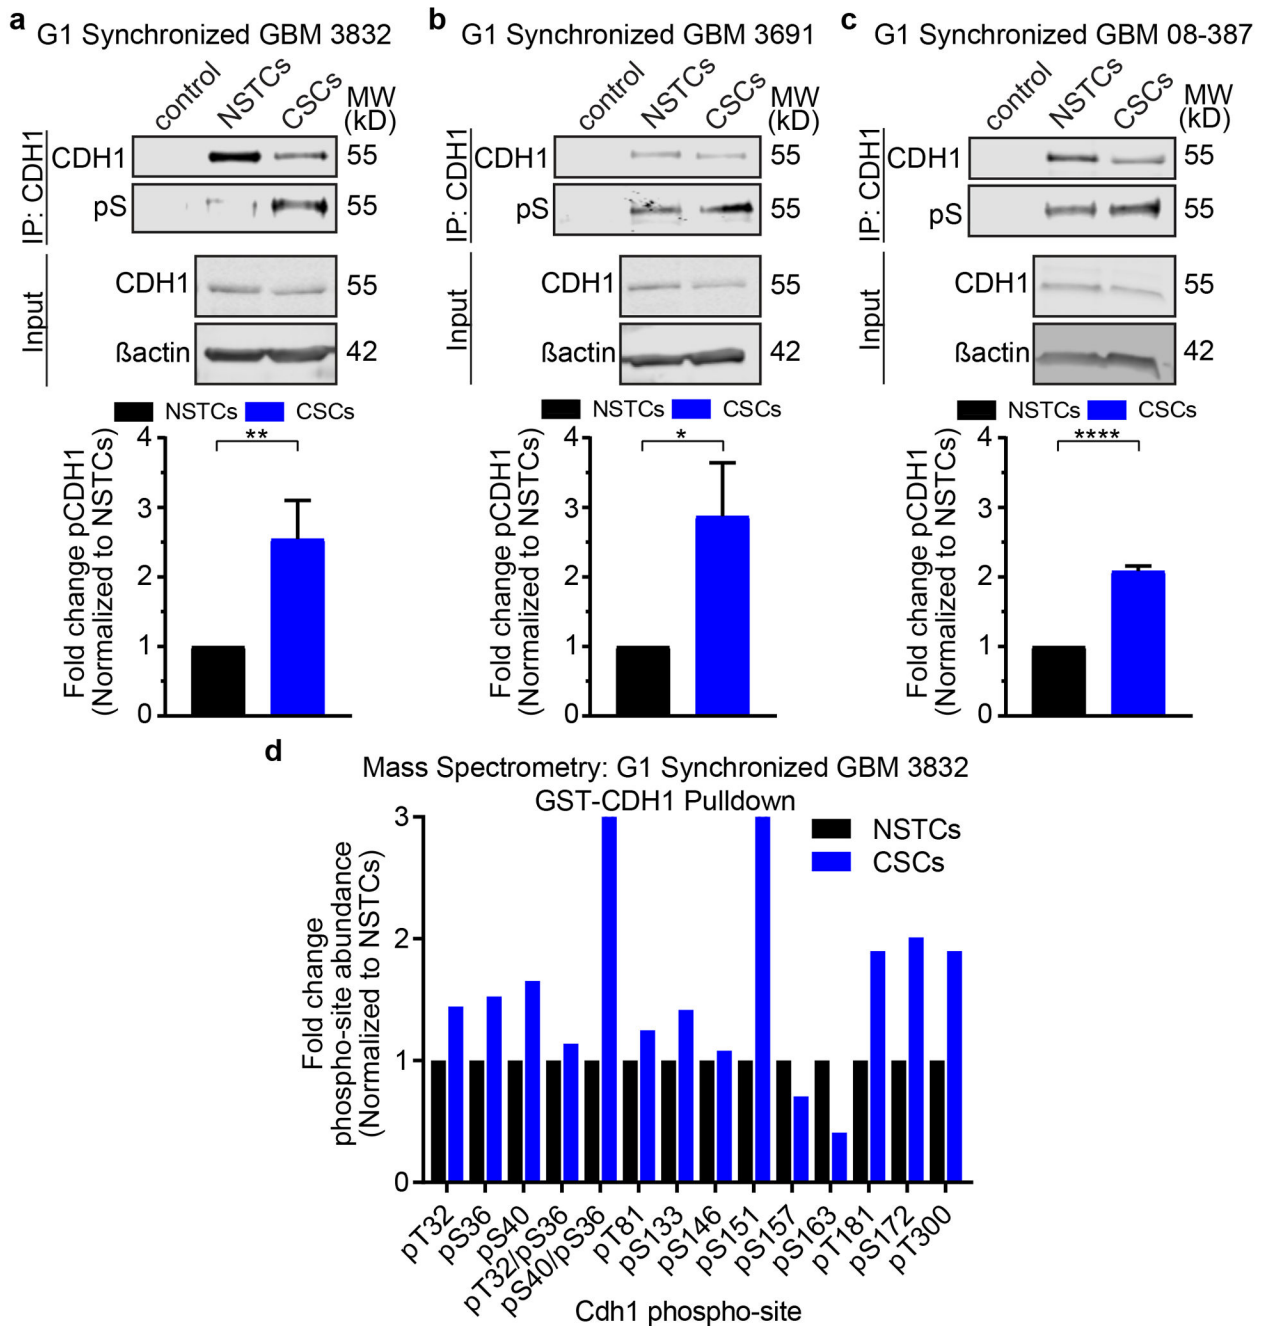 a
G1 Synchronized GBM 3832
control
NSTCs
CSCs
MW
(kD)
IP: CDH1
CDH1
55
pS
55
Input
CDH1
55
ßactin
42
NSTCs
CSCs
Fold change pCDH1
(Normalized to NSTCs)
4
3
2
1
0
**
b
G1 Synchronized GBM 3691
control
NSTCs
CSCs
MW
(kD)
IP: CDH1
CDH1
55
pS
55
Input
CDH1
55
ßactin
42
NSTCs
CSCs
Fold change pCDH1
(Normalized to NSTCs)
4
3
2
1
0
*
c
G1 Synchronized GBM 08-387
control
NSTCs
CSCs
MW
(kD)
IP: CDH1
CDH1
55
pS
55
Input
CDH1
55
ßactin
42
NSTCs
CSCs
Fold change pCDH1
(Normalized to NSTCs)
4
3
2
1
0
****
d
Mass Spectrometry: G1 Synchronized GBM 3832
GST-CDH1 Pulldown
NSTCs
CSCs
Fold change
phospho-site abundance
(Normalized to NSTCs)
3
2
1
0
pT32
pS36
pS40
pT32/pS36
pS40/pS36
pT81
pS133
pS146
pS151
pS157
pS163
pT181
pS172
pT300
Cdh1 phospho-site